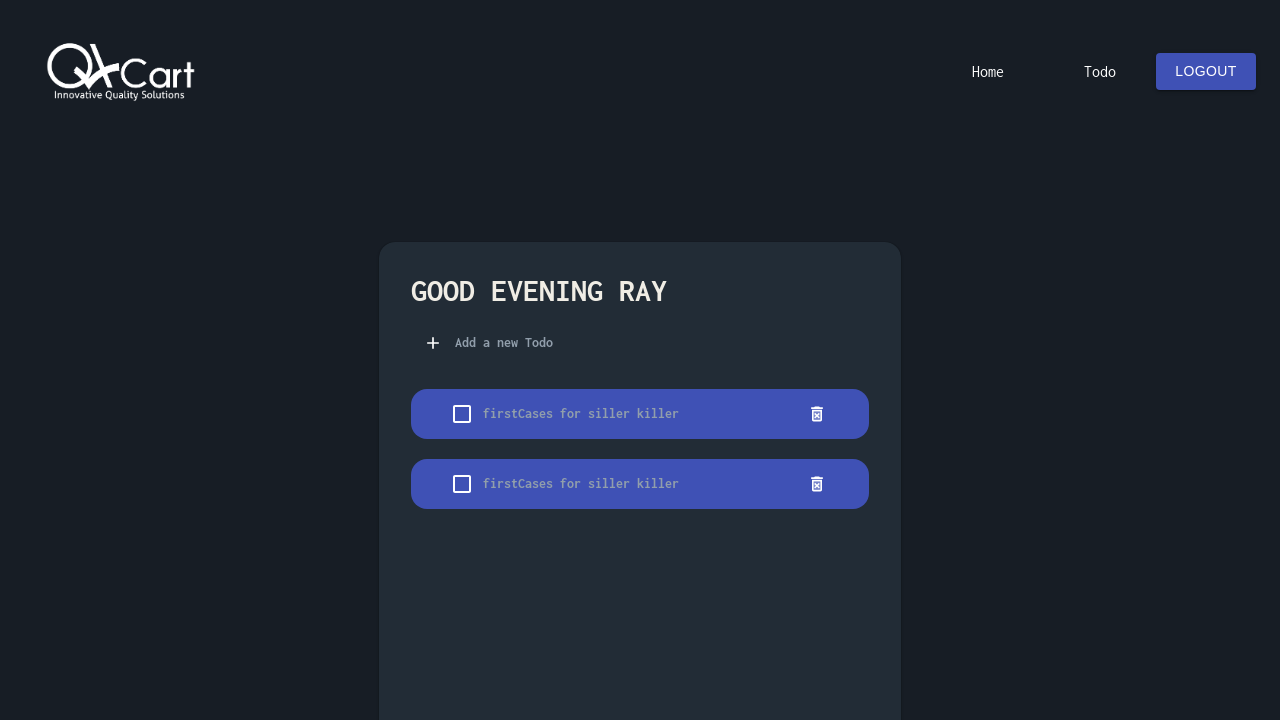 QACart
Innovative Quality Solutions
Home
Todo
LOGOUT
GOOD EVENING RAY
Add a new Todo
firstCases for siller killer
firstCases for siller killer